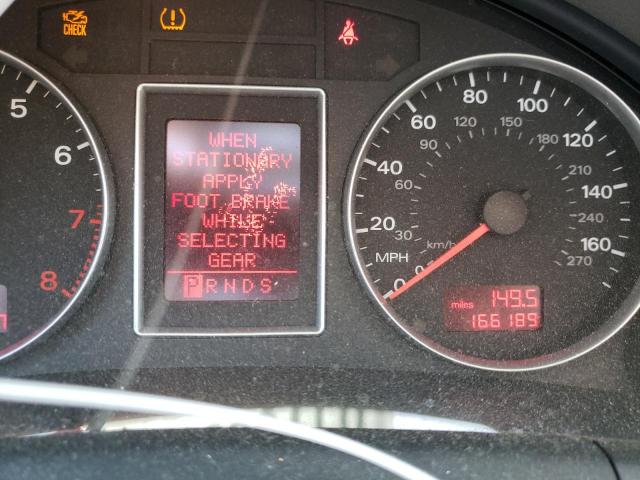 CHECK
5
6
7
8
WHEN
STATIONARY
APPLY
FOOT BRAKE
WHILE
SELECTING
GEAR
P R N D S
0 20 40 60 80 100 120 140 160
MPH
0 30 60 90 120 150 180 210 240 270
km/h
miles 149.5
166189